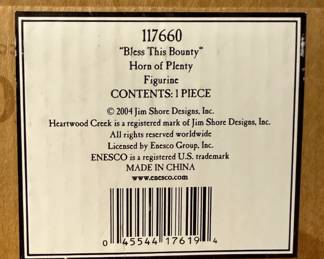 117660
"Bless This Bounty"
Horn of Plenty
Figurine
CONTENTS: 1 PIECE
© 2004 Jim Shore Designs, Inc.
Heartwood Creek is a registered mark of Jim Shore Designs, Inc.
All rights reserved worldwide
Licensed by Enesco Group, Inc.
ENESCO is a registered U.S. trademark
MADE IN CHINA
www.enesco.com
0 45544 17619 4